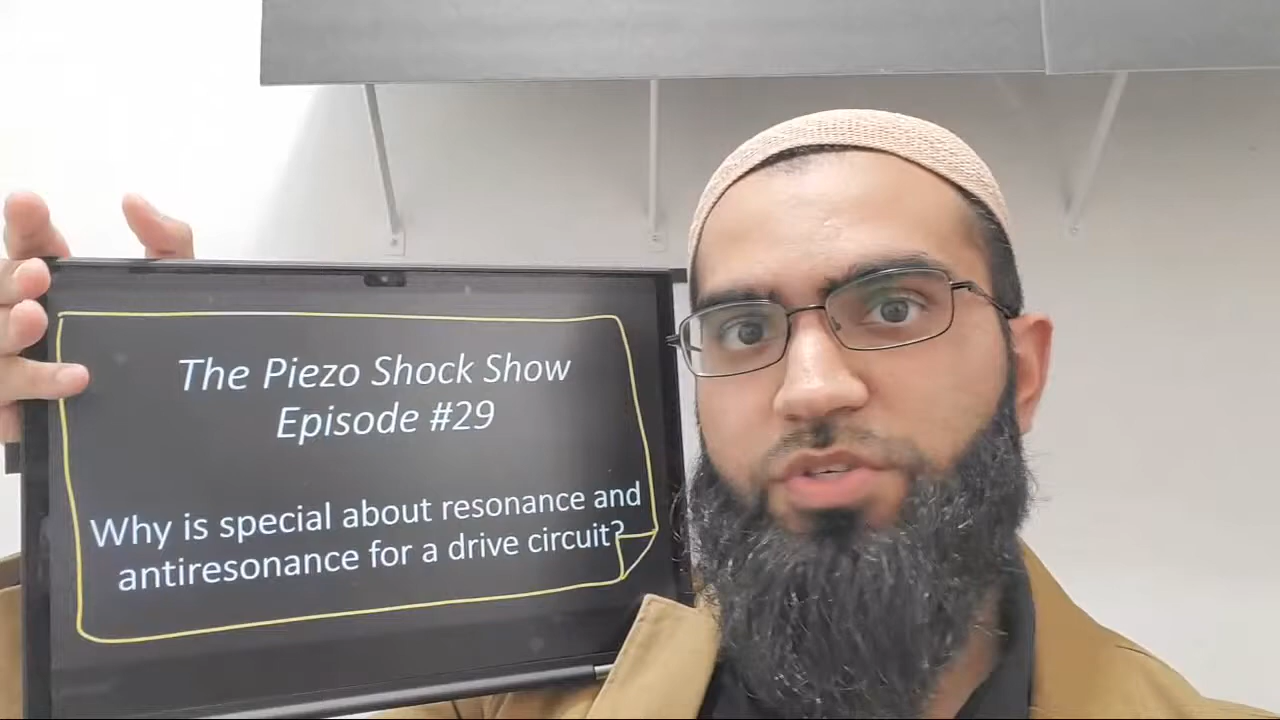 The Piezo Shock Show
Episode #29
Why is special about resonance and
antiresonance for a drive circuit?